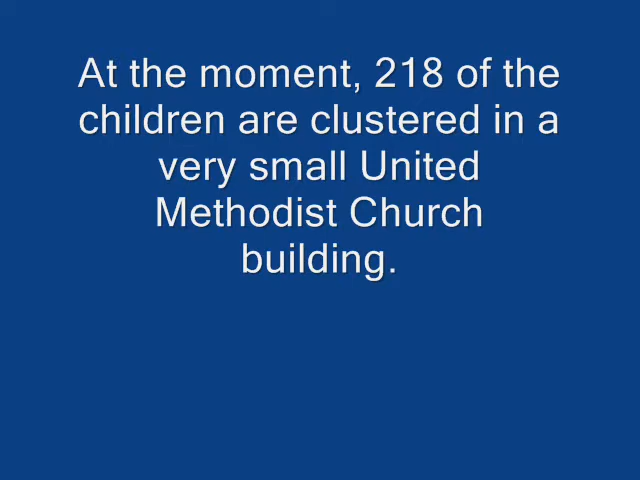 At the moment, 218 of the
children are clustered in a
very small United
Methodist Church
building.